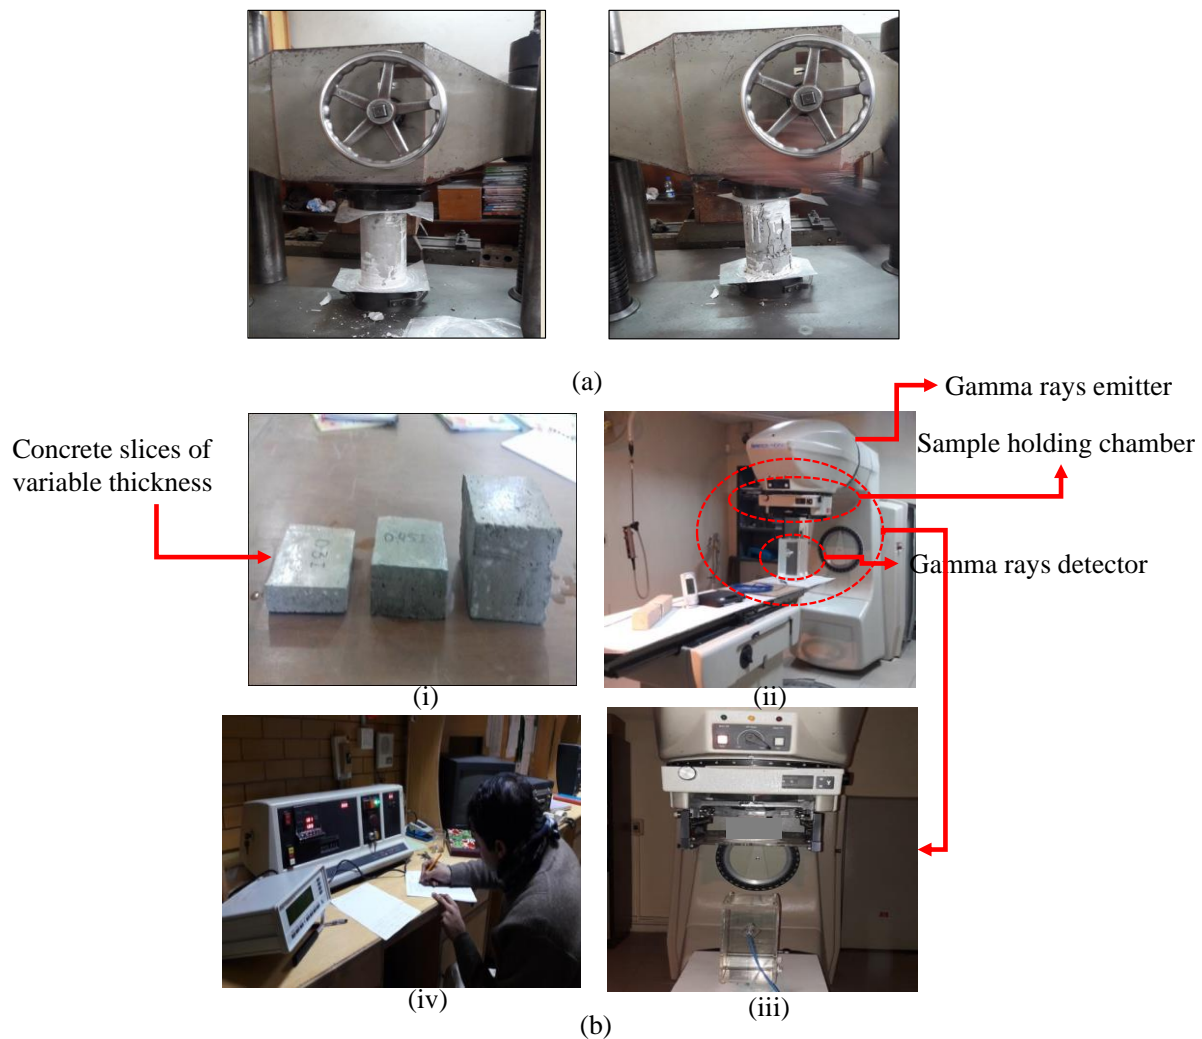 (a)
Gamma rays emitter
Concrete slices of
variable thickness
Sample holding chamber
Gamma rays detector
(i)
(ii)
(iv)
(iii)
(b)